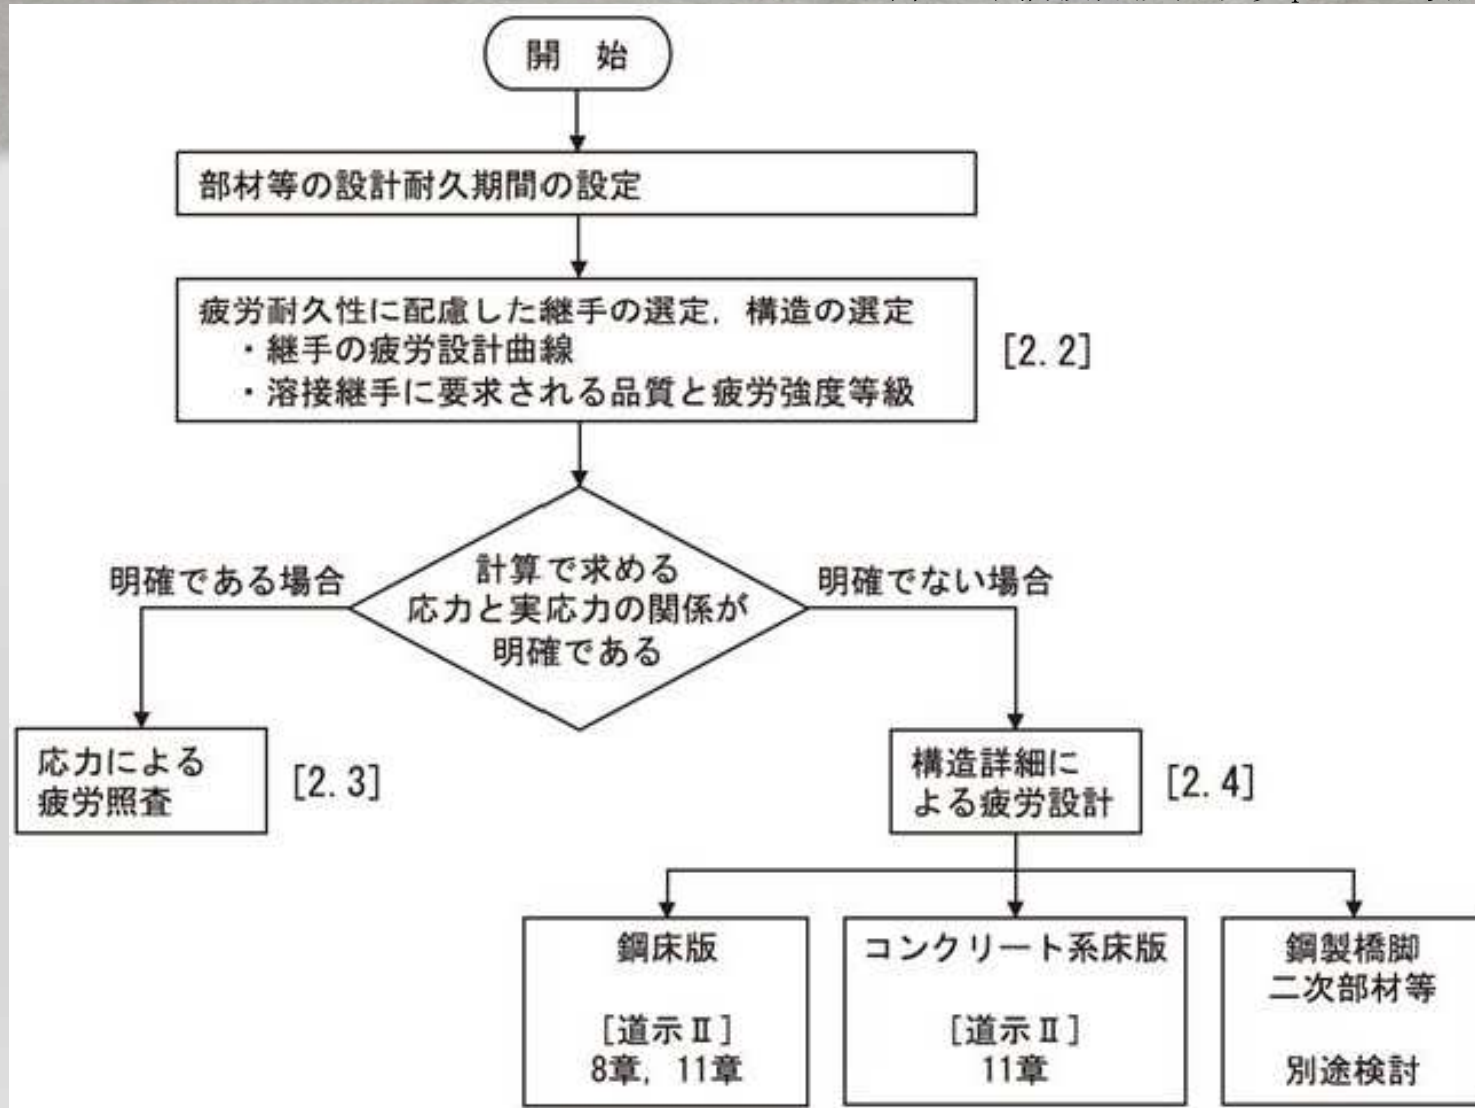 開 始
部材等の設計耐久期間の設定
疲労耐久性に配慮した継手の選定，構造の選定
・継手の疲労設計曲線
・溶接継手に要求される品質と疲労強度等級
[2.2]
計算で求める
応力と実応力の関係が
明確である
明確である場合
明確でない場合
応力による
疲労照査
[2.3]
構造詳細に
よる疲労設計
[2.4]
鋼床版
[道示Ⅱ]
8章，11章
コンクリート系床版
[道示Ⅱ]
11章
鋼製橋脚
二次部材等
別途検討